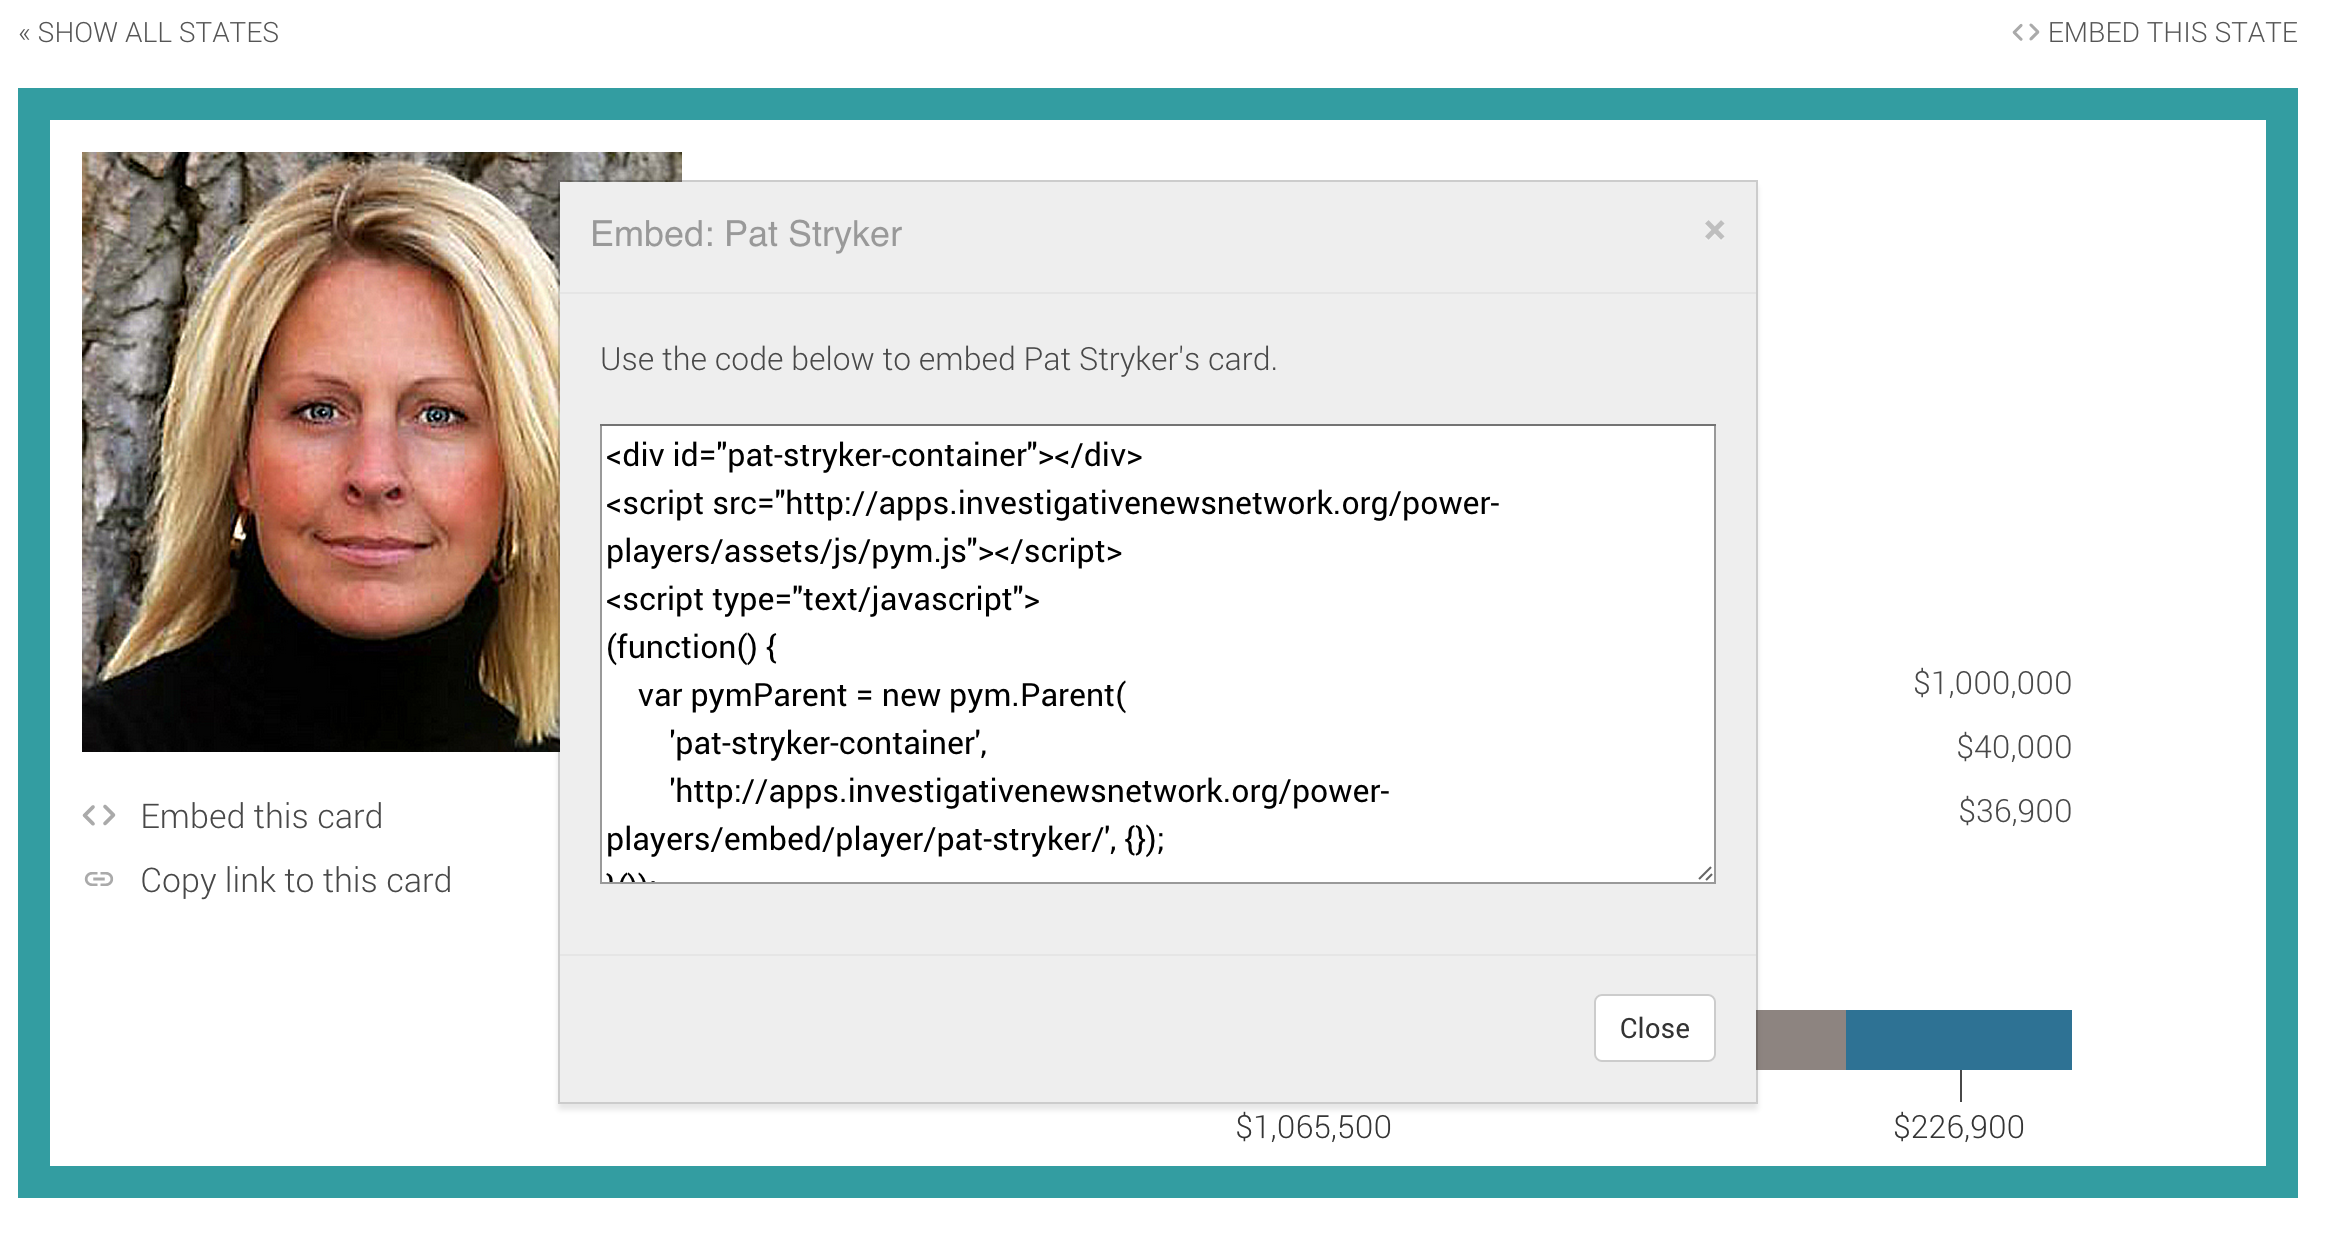 « SHOW ALL STATES
<> EMBED THIS STATE
Embed: Pat Stryker
×
Use the code below to embed Pat Stryker's card.
<div id="pat-stryker-container"></div>
<script src="http://apps.investigativenewsnetwork.org/power-
players/assets/js/pym.js"></script>
<script type="text/javascript">
(function() {
    var pymParent = new pym.Parent(
        'pat-stryker-container',
        'http://apps.investigativenewsnetwork.org/power-
players/embed/player/pat-stryker/', {});
}());
Close
<> Embed this card
Copy link to this card
$1,000,000
$40,000
$36,900
$1,065,500
$226,900